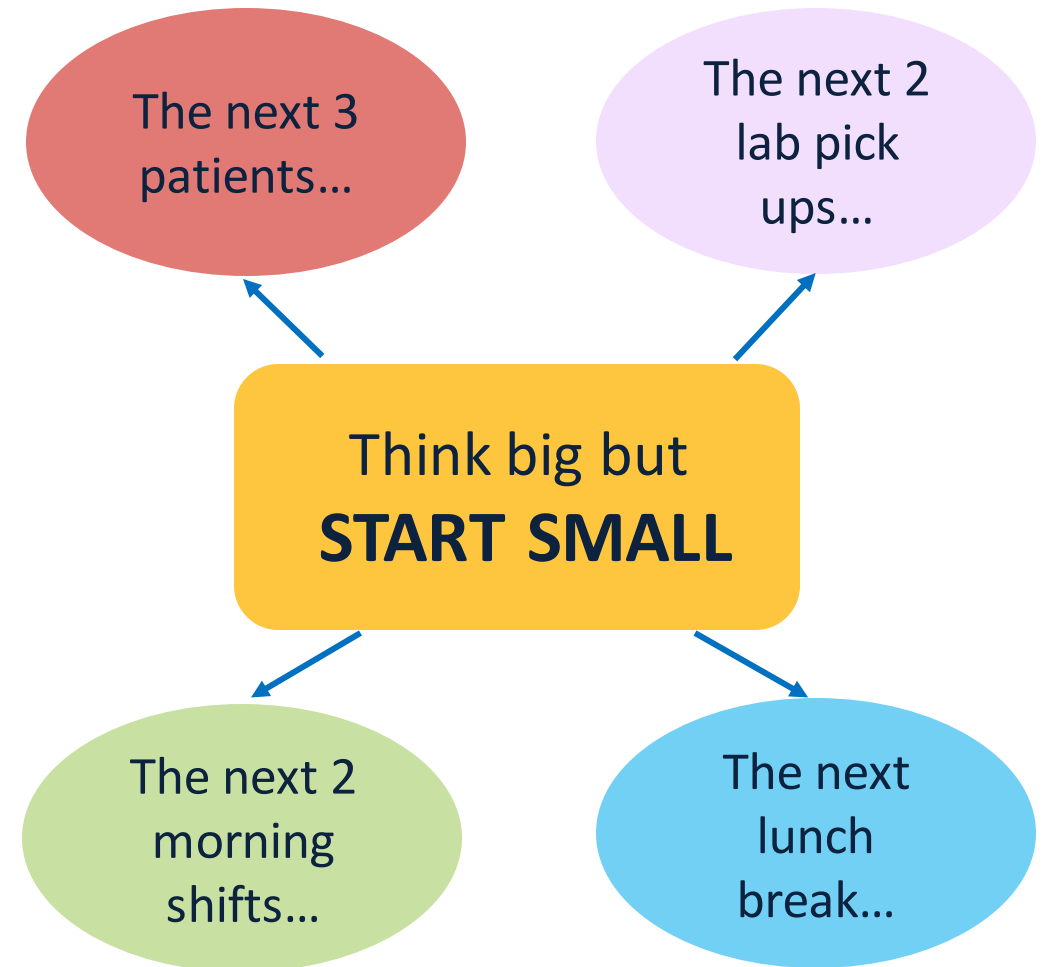 The next 3
patients…
The next 2
lab pick
ups…
Think big but
START SMALL
The next 2
morning
shifts…
The next
lunch
break…